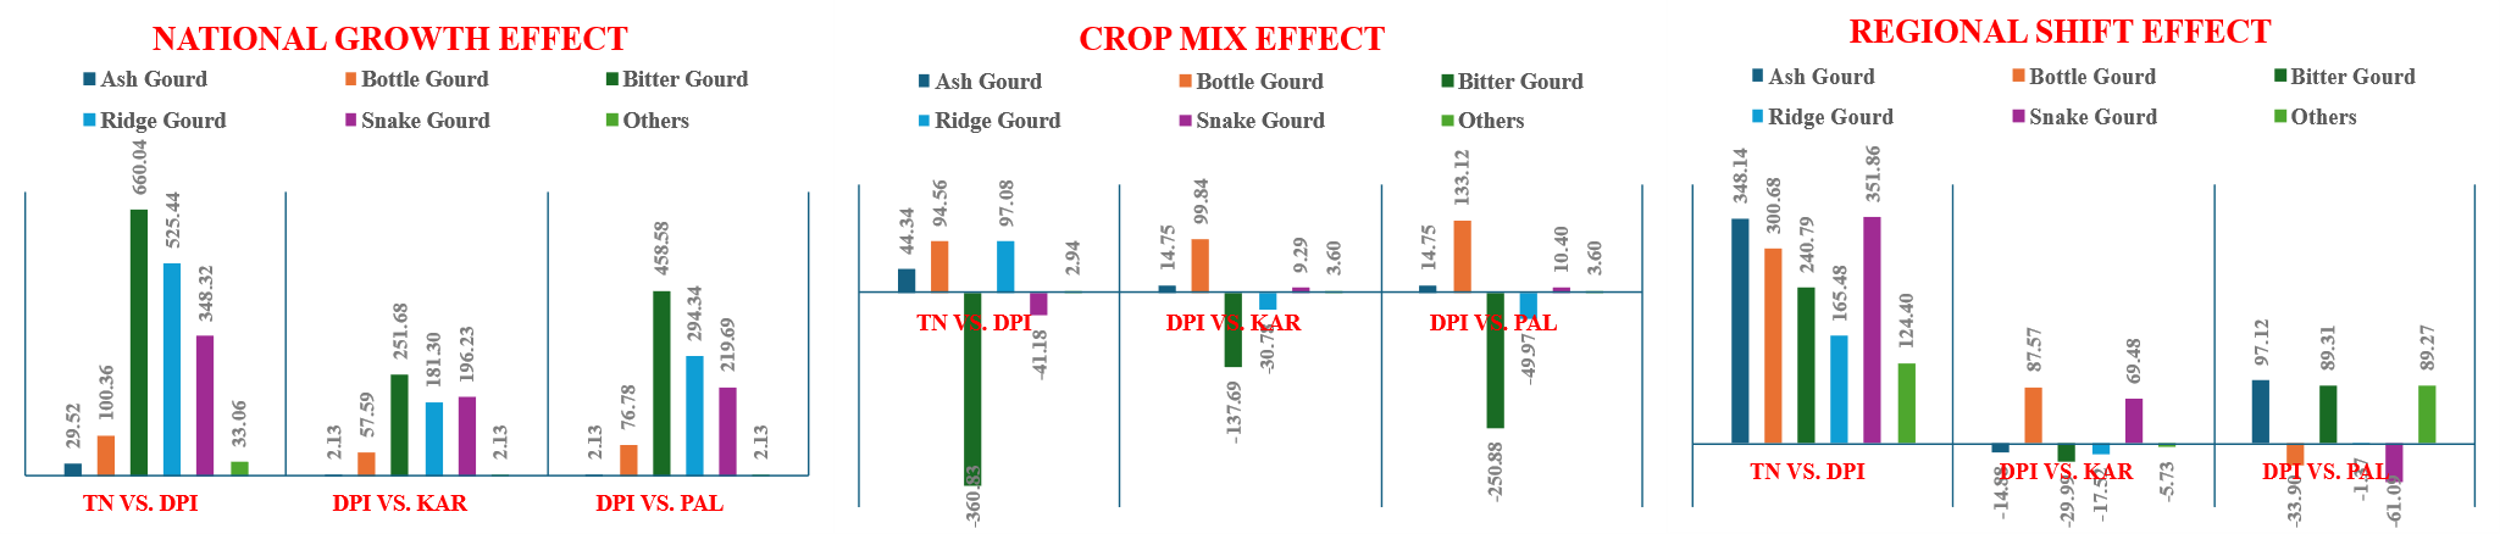 NATIONAL GROWTH EFFECT
Ash Gourd Bottle Gourd Bitter Gourd
Ridge Gourd Snake Gourd Others
29.52 100.36 660.04 525.44 348.32 33.06
2.13 57.59 251.68 181.30 196.23 2.13
2.13 76.78 458.58 294.34 219.69 2.13
TN VS. DPI DPI VS. KAR DPI VS. PAL
CROP MIX EFFECT
Ash Gourd Bottle Gourd Bitter Gourd
Ridge Gourd Snake Gourd Others
44.34 94.56 -360.83 97.08 -41.18 2.94
14.75 99.84 -137.69 -30.78 9.29 3.60
14.75 133.12 -250.88 -49.97 10.40 3.60
TN VS. DPI DPI VS. KAR DPI VS. PAL
REGIONAL SHIFT EFFECT
Ash Gourd Bottle Gourd Bitter Gourd
Ridge Gourd Snake Gourd Others
348.14 300.68 240.79 165.48 351.86 124.40
87.57 -29.99 69.48 -5.73
97.12 -33.90 89.31 -61.09 89.27
TN VS. DPI DPI VS. KAR DPI VS. PAL